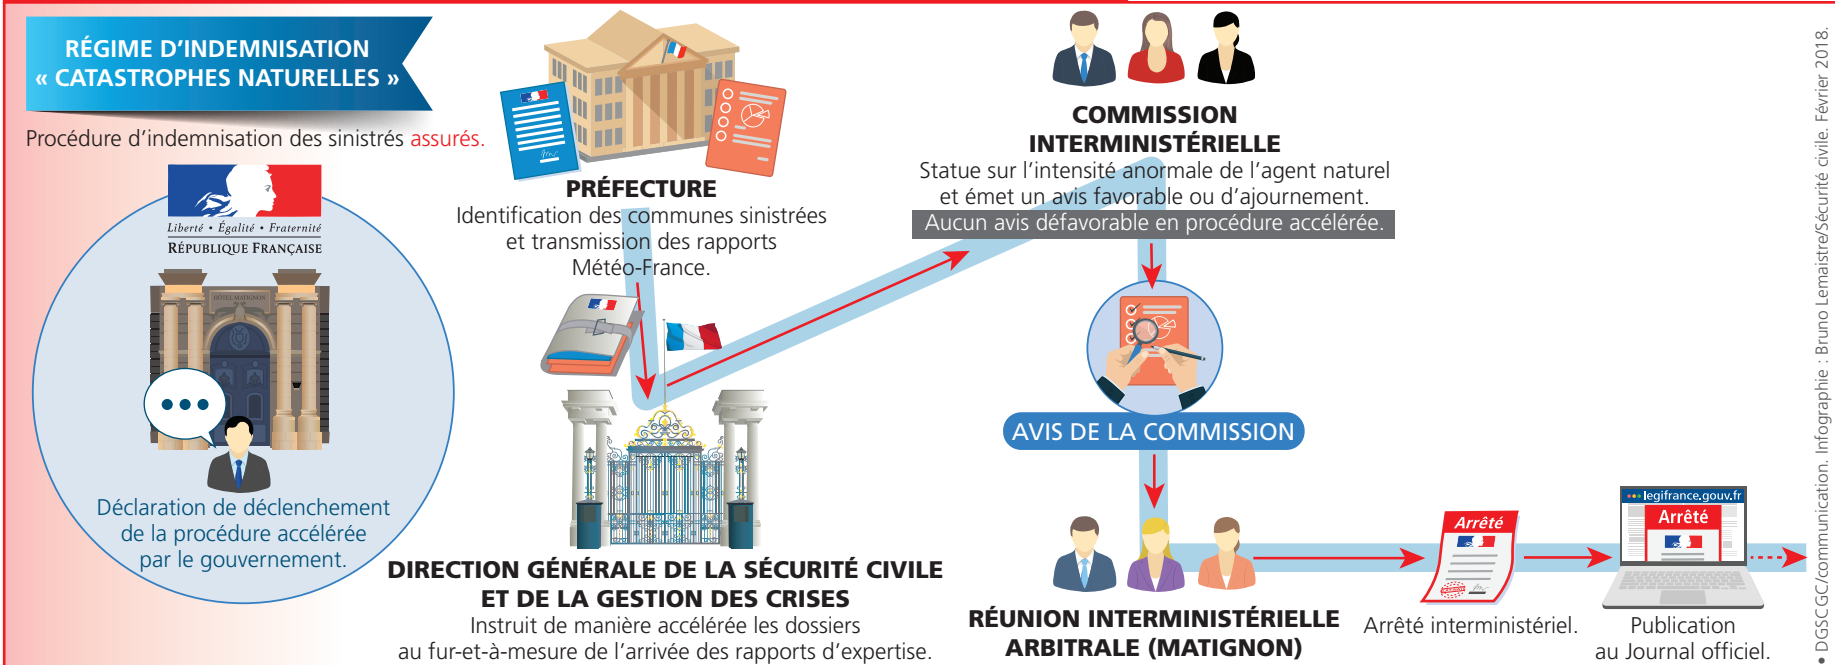 RÉGIME D'INDEMNISATION
« CATASTROPHES NATURELLES »
Procédure d'indemnisation des sinistrés assurés.
Liberté • Égalité • Fraternité
RÉPUBLIQUE FRANÇAISE
HÔTEL MATIGNON
Déclaration de déclenchement
de la procédure accélérée
par le gouvernement.
PRÉFECTURE
Identification des communes sinistrées
et transmission des rapports
Météo-France.
DIRECTION GÉNÉRALE DE LA SÉCURITÉ CIVILE
ET DE LA GESTION DES CRISES
Instruit de manière accélérée les dossiers
au fur-et-à-mesure de l'arrivée des rapports d'expertise.
COMMISSION
INTERMINISTÉRIELLE
Statue sur l'intensité anormale de l'agent naturel
et émet un avis favorable ou d'ajournement.
Aucun avis défavorable en procédure accélérée.
AVIS DE LA COMMISSION
RÉUNION INTERMINISTÉRIELLE
ARBITRALE (MATIGNON)
Arrêté
Arrêté interministériel.
legifrance.gouv.fr
Arrêté
Publication
au Journal officiel.
• DGSCGC/communication. Infographie : Bruno Lemaistre/Sécurité civile. Février 2018.